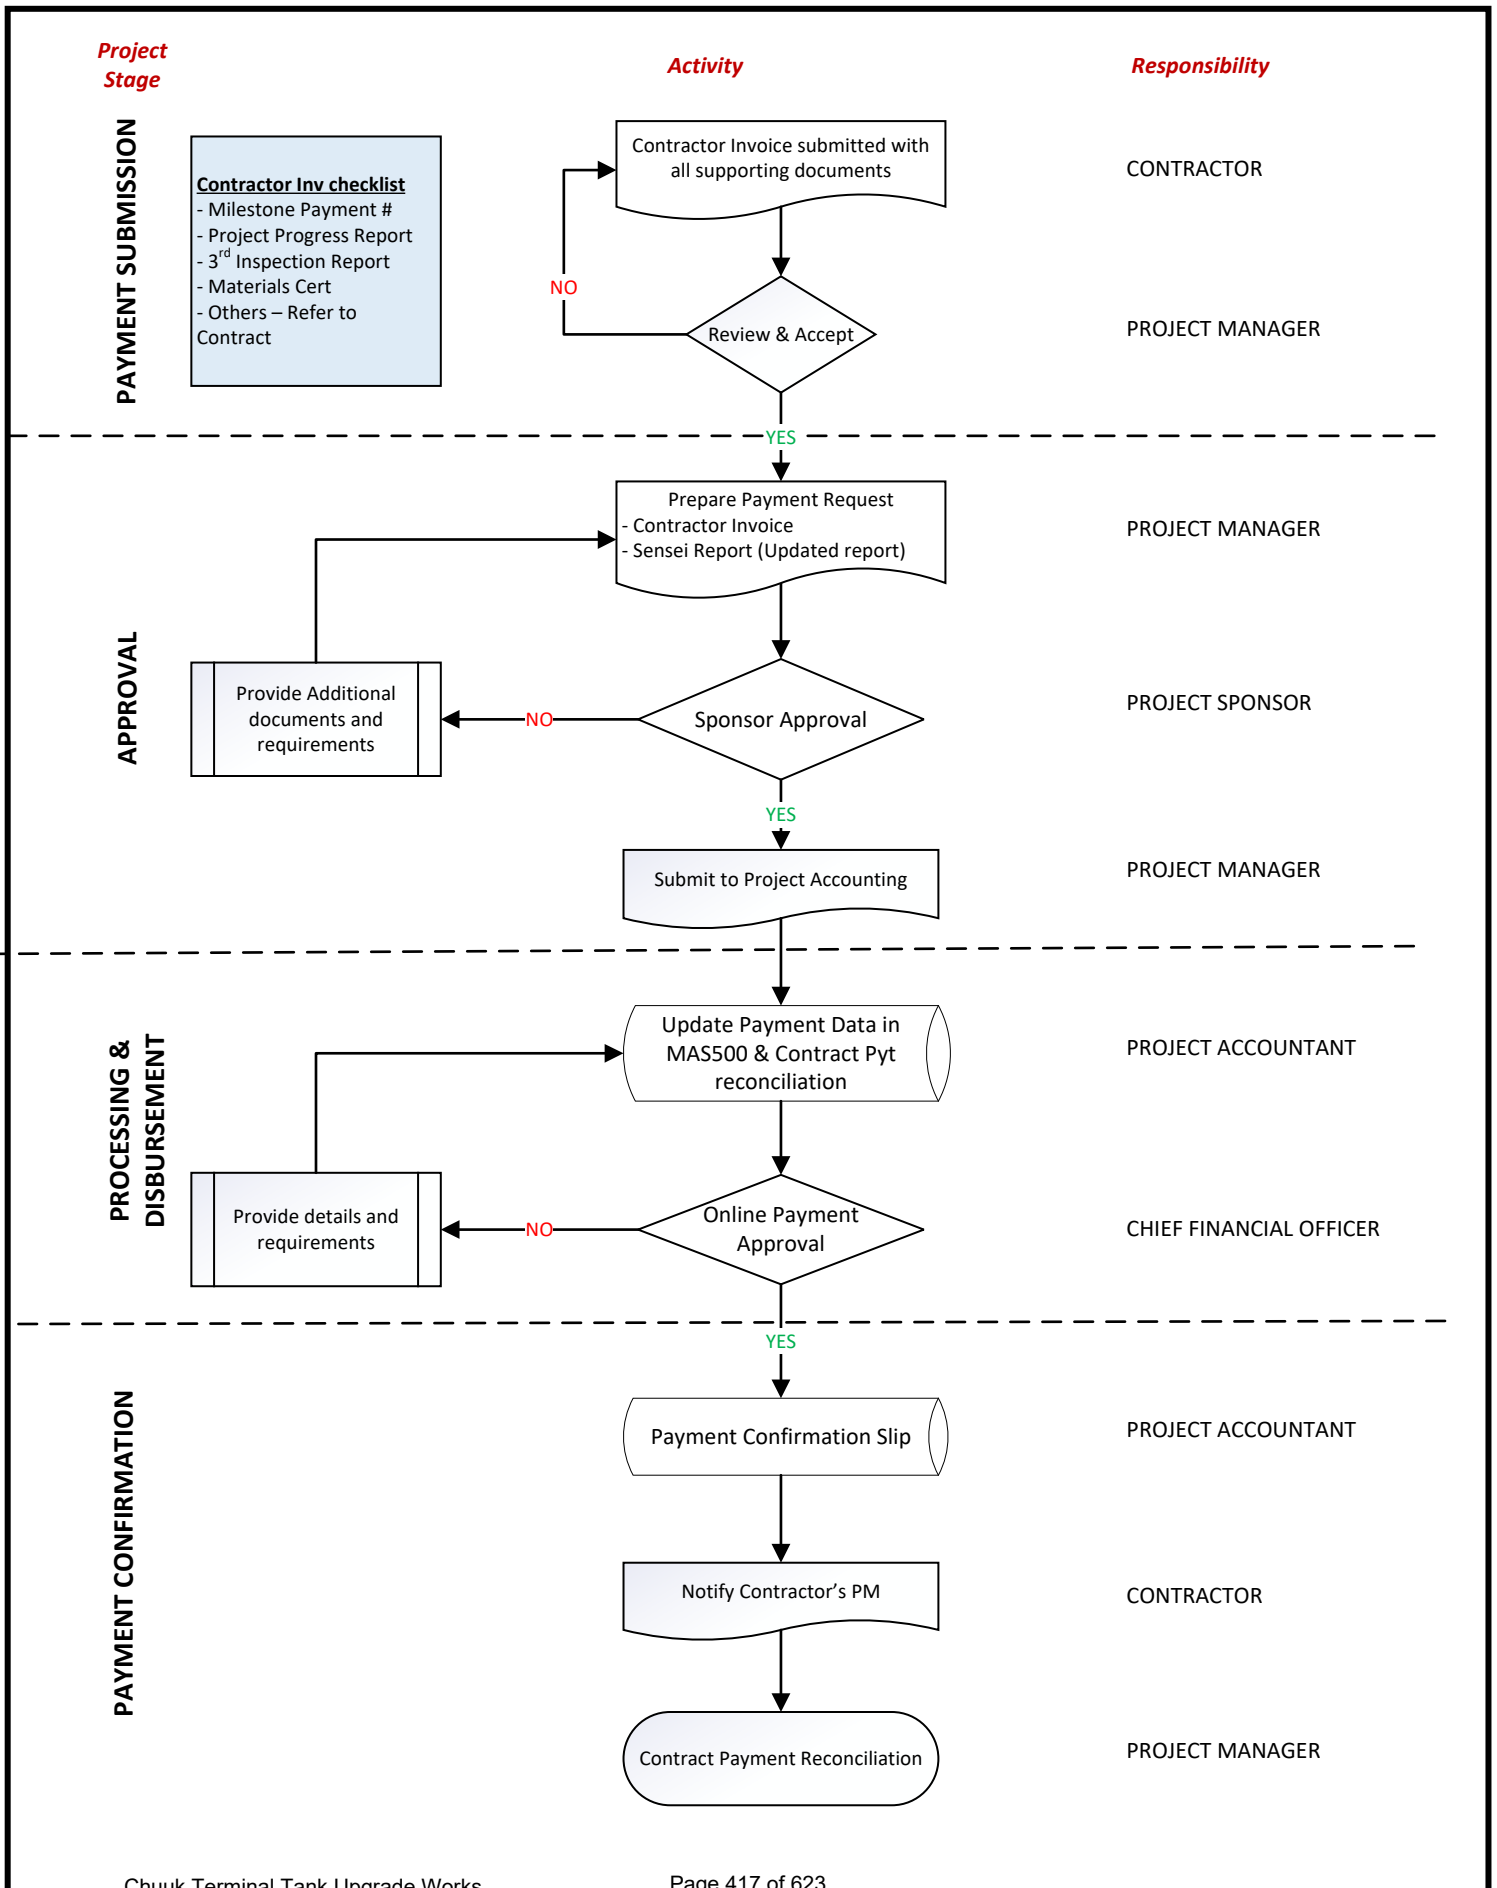 Project
Stage
Activity
Responsibility
PAYMENT SUBMISSION
Contractor Inv checklist
- Milestone Payment #
- Project Progress Report
- 3rd Inspection Report
- Materials Cert
- Others – Refer to
Contract
Contractor Invoice submitted with
all supporting documents
CONTRACTOR
NO
Review & Accept
PROJECT MANAGER
YES
APPROVAL
Prepare Payment Request
- Contractor Invoice
- Sensei Report (Updated report)
PROJECT MANAGER
Provide Additional
documents and
requirements
NO
Sponsor Approval
PROJECT SPONSOR
YES
Submit to Project Accounting
PROJECT MANAGER
PROCESSING &
DISBURSEMENT
Update Payment Data in
MAS500 & Contract Pyt
reconciliation
PROJECT ACCOUNTANT
Provide details and
requirements
NO
Online Payment
Approval
CHIEF FINANCIAL OFFICER
YES
PAYMENT CONFIRMATION
Payment Confirmation Slip
PROJECT ACCOUNTANT
Notify Contractor’s PM
CONTRACTOR
Contract Payment Reconciliation
PROJECT MANAGER
Chuuk Terminal Tank Upgrade Works
Page 417 of 623